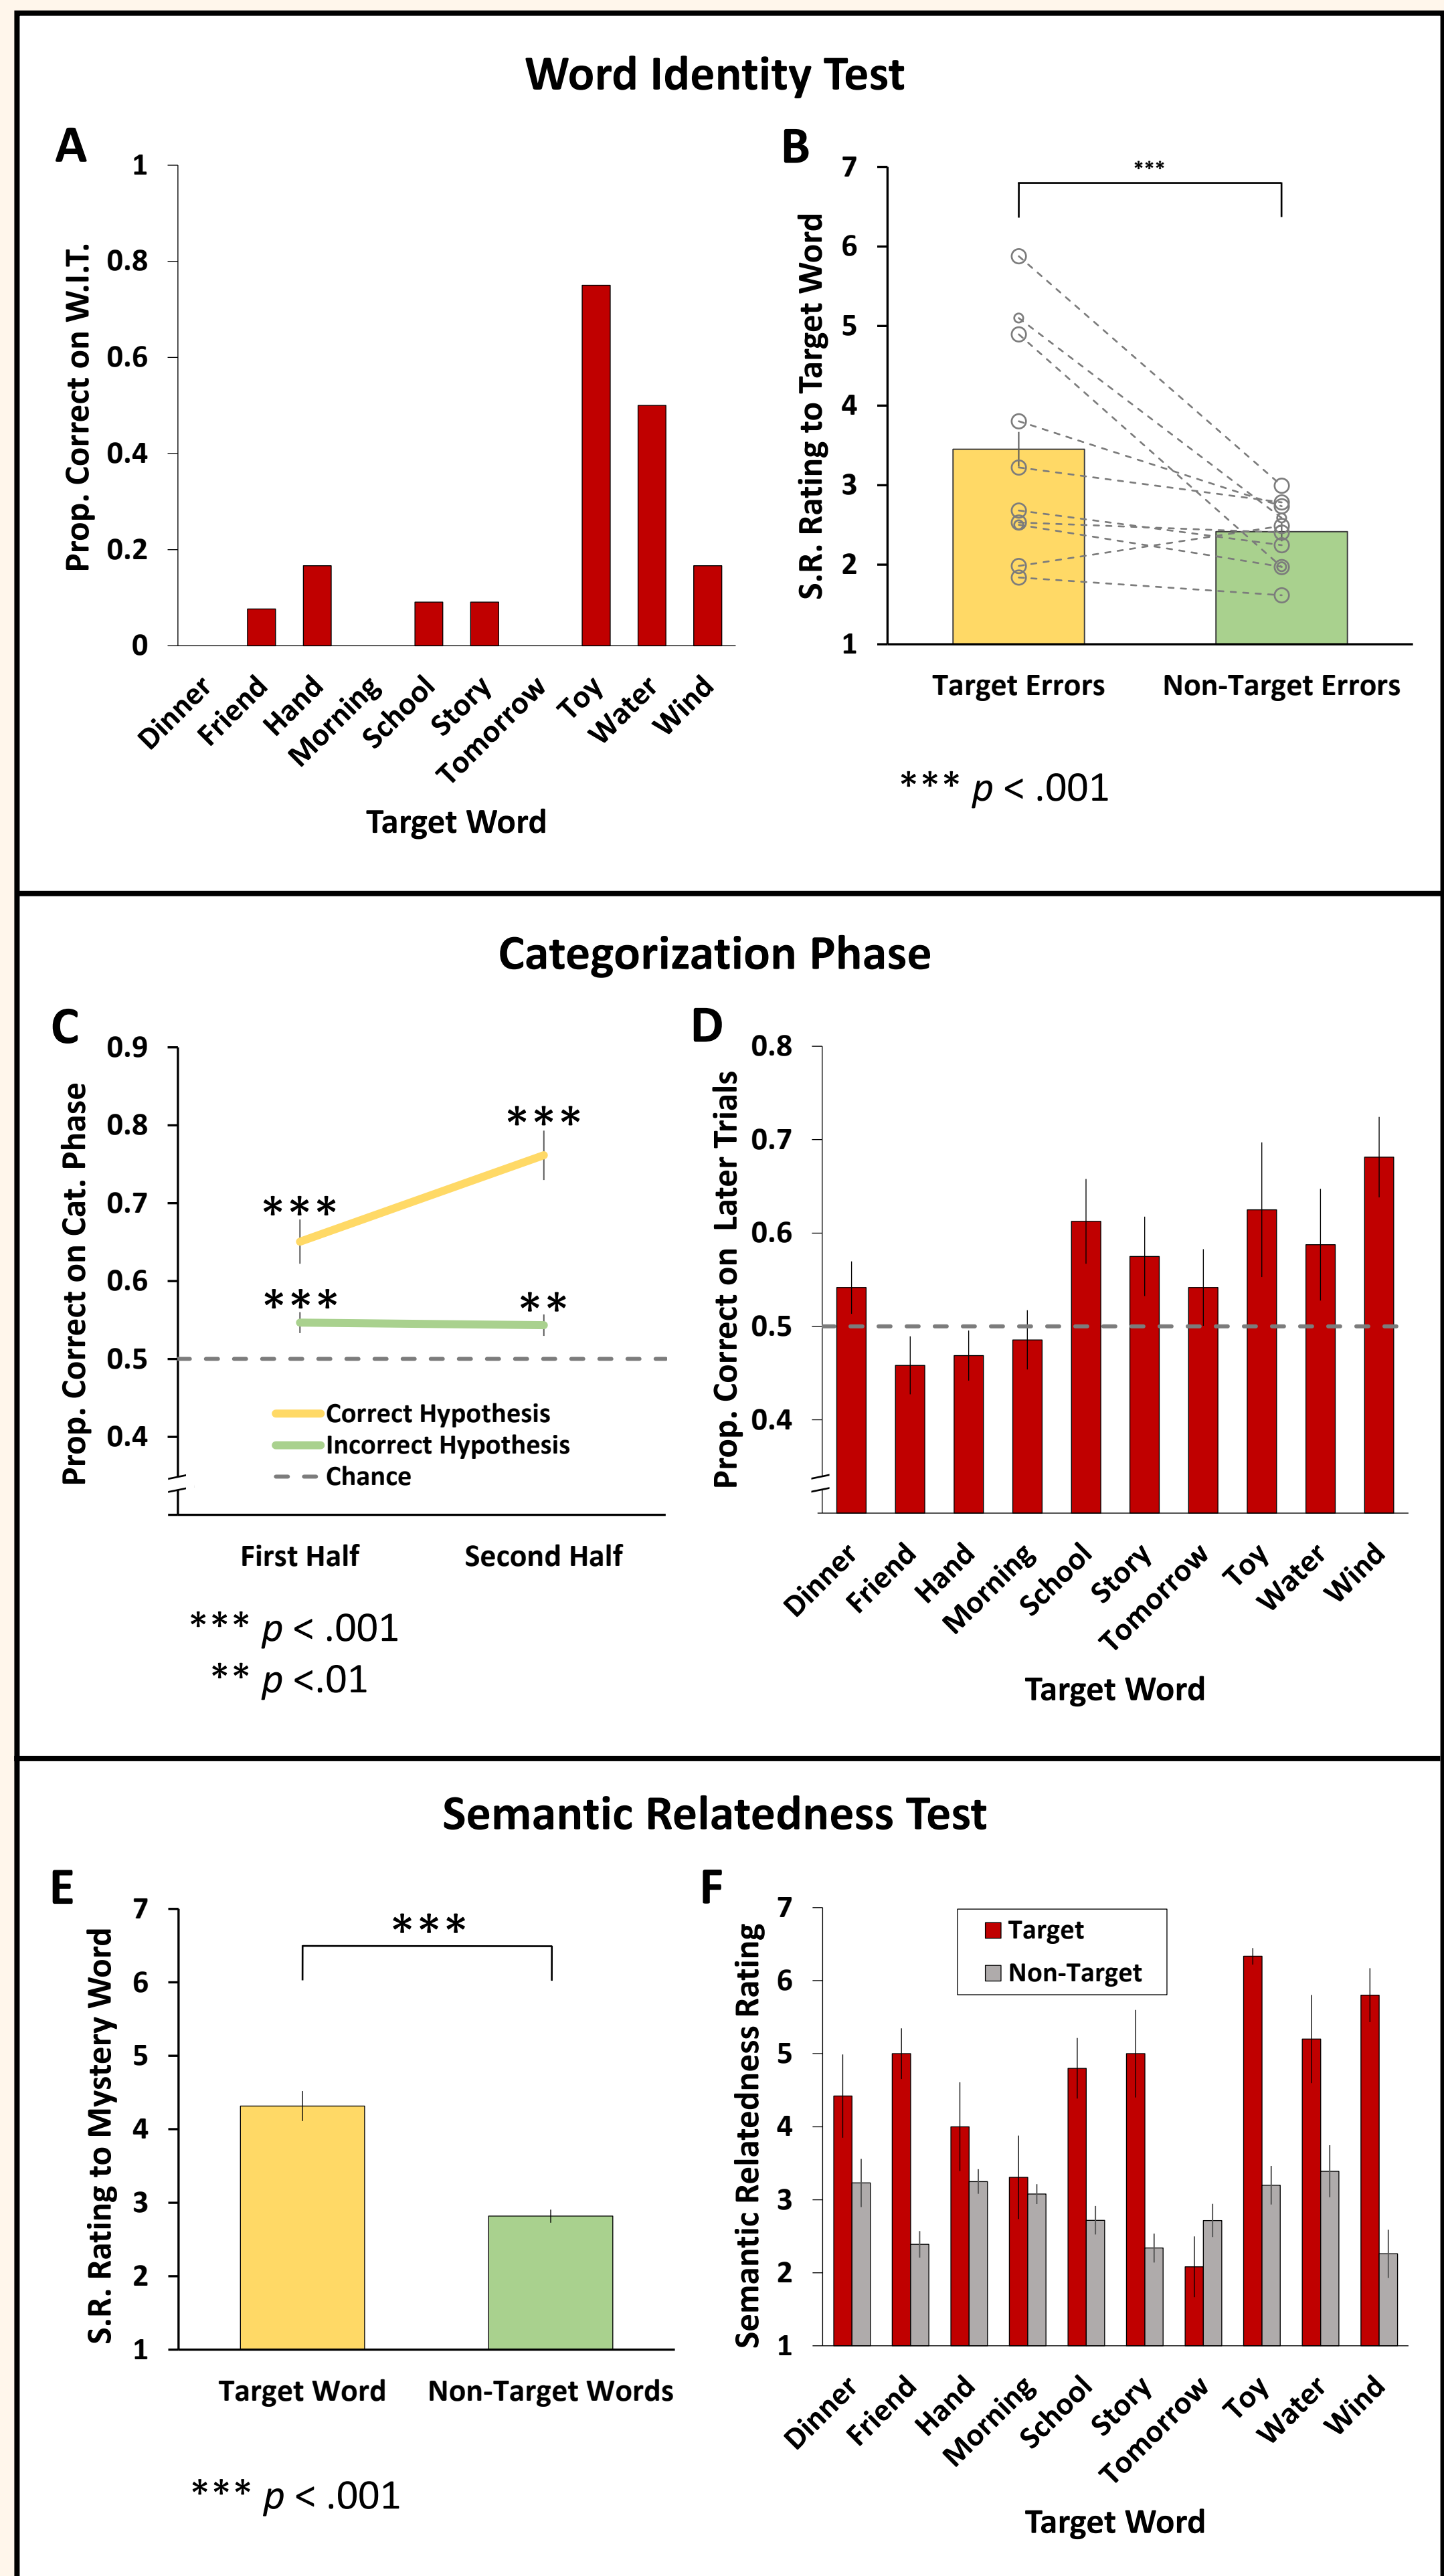 Word Identity Test
A
Prop. Correct on W.I.T.
1
0.8
0.6
0.4
0.2
0
Dinner
Friend
Hand
Morning
School
Story
Tomorrow
Toy
Water
Wind
Target Word
B
S.R. Rating to Target Word
7
6
5
4
3
2
1
***
Target Errors
Non-Target Errors
*** p < .001
Categorization Phase
C
Prop. Correct on Cat. Phase
0.9
0.8
0.7
0.6
0.5
0.4
***
***
***
**
Correct Hypothesis
Incorrect Hypothesis
Chance
First Half
Second Half
*** p < .001
** p <.01
D
Prop. Correct on Later Trials
0.8
0.7
0.6
0.5
0.4
Dinner
Friend
Hand
Morning
School
Story
Tomorrow
Toy
Water
Wind
Target Word
Semantic Relatedness Test
E
S.R. Rating to Mystery Word
7
6
5
4
3
2
1
***
Target Word
Non-Target Words
*** p < .001
F
Semantic Relatedness Rating
7
6
5
4
3
2
1
Target
Non-Target
Dinner
Friend
Hand
Morning
School
Story
Tomorrow
Toy
Water
Wind
Target Word